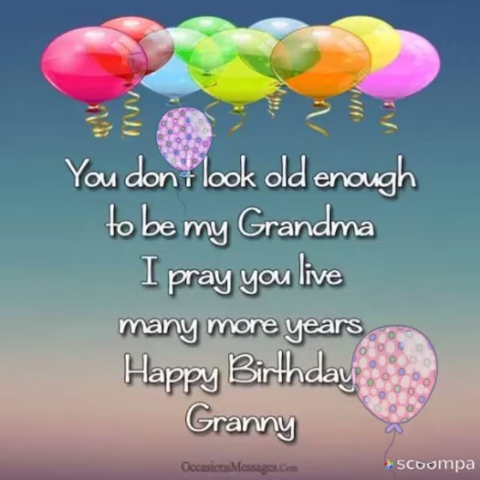 You don't look old enough
to be my Grandma
I pray you live
many more years
Happy Birthday
Granny
OccasionsMessages.Com
scoompa